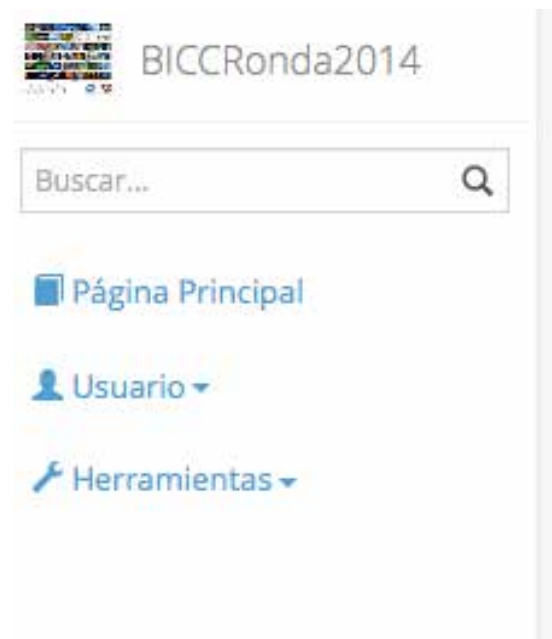 BICCRonda2014
Buscar...
Página Principal
Usuario
Herramientas